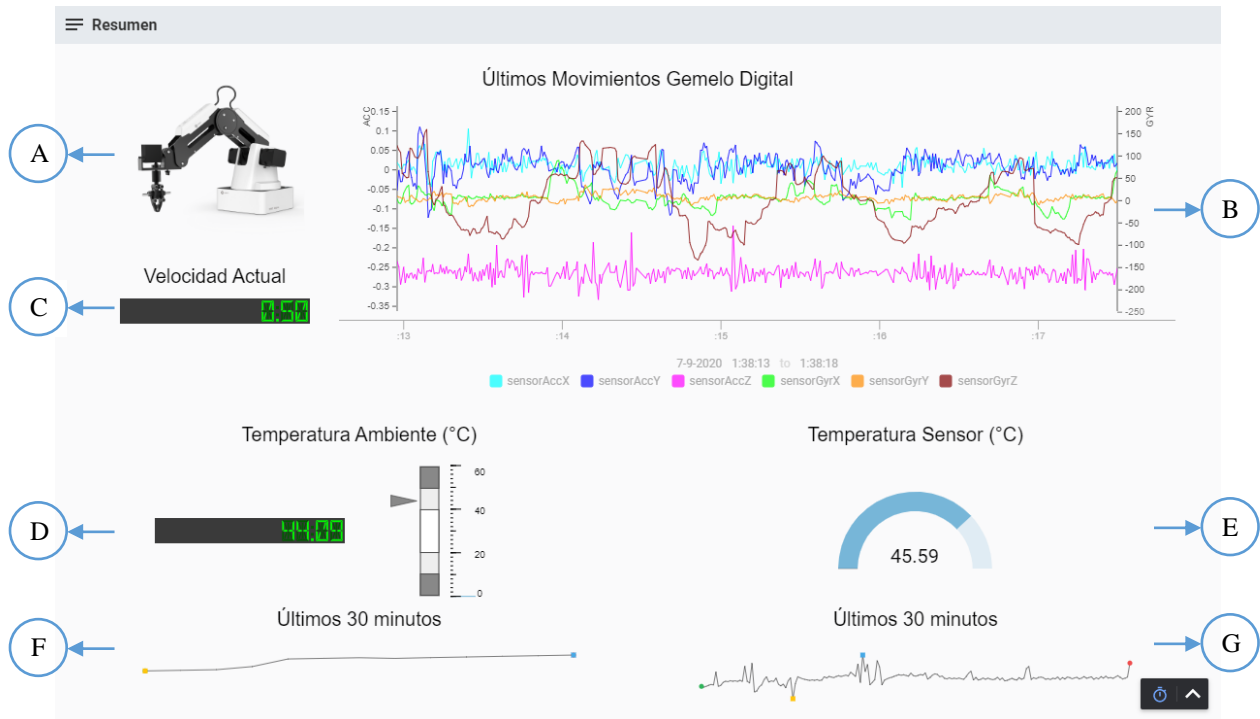 Resumen
Últimos Movimientos Gemelo Digital
A
ACC
0.15
0.1
0.05
0
-0.05
-0.1
-0.15
-0.2
-0.25
-0.3
-0.35
200
150
100
50
0
-50
-100
-150
-200
-250
GYR
B
Velocidad Actual
C
0.50
:13
:14
:15
:16
:17
7-9-2020 1:38:13 to 1:38:18
sensorAccX sensorAccY sensorAccZ sensorGyrX sensorGyrY sensorGyrZ
Temperatura Ambiente (°C)
Temperatura Sensor (°C)
D
44.09
60
40
20
0
45.59
E
Últimos 30 minutos
Últimos 30 minutos
F
G